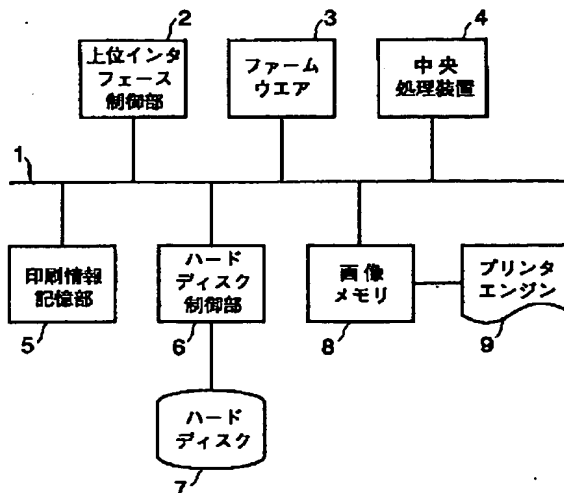 2
3
4
上位インタ
フェース
制御部
ファーム
ウエア
中央
処理装置
1
印刷情報
記憶部
ハード
ディスク
制御部
画像
メモリ
プリンタ
エンジン
5
6
8
9
ハード
ディスク
7